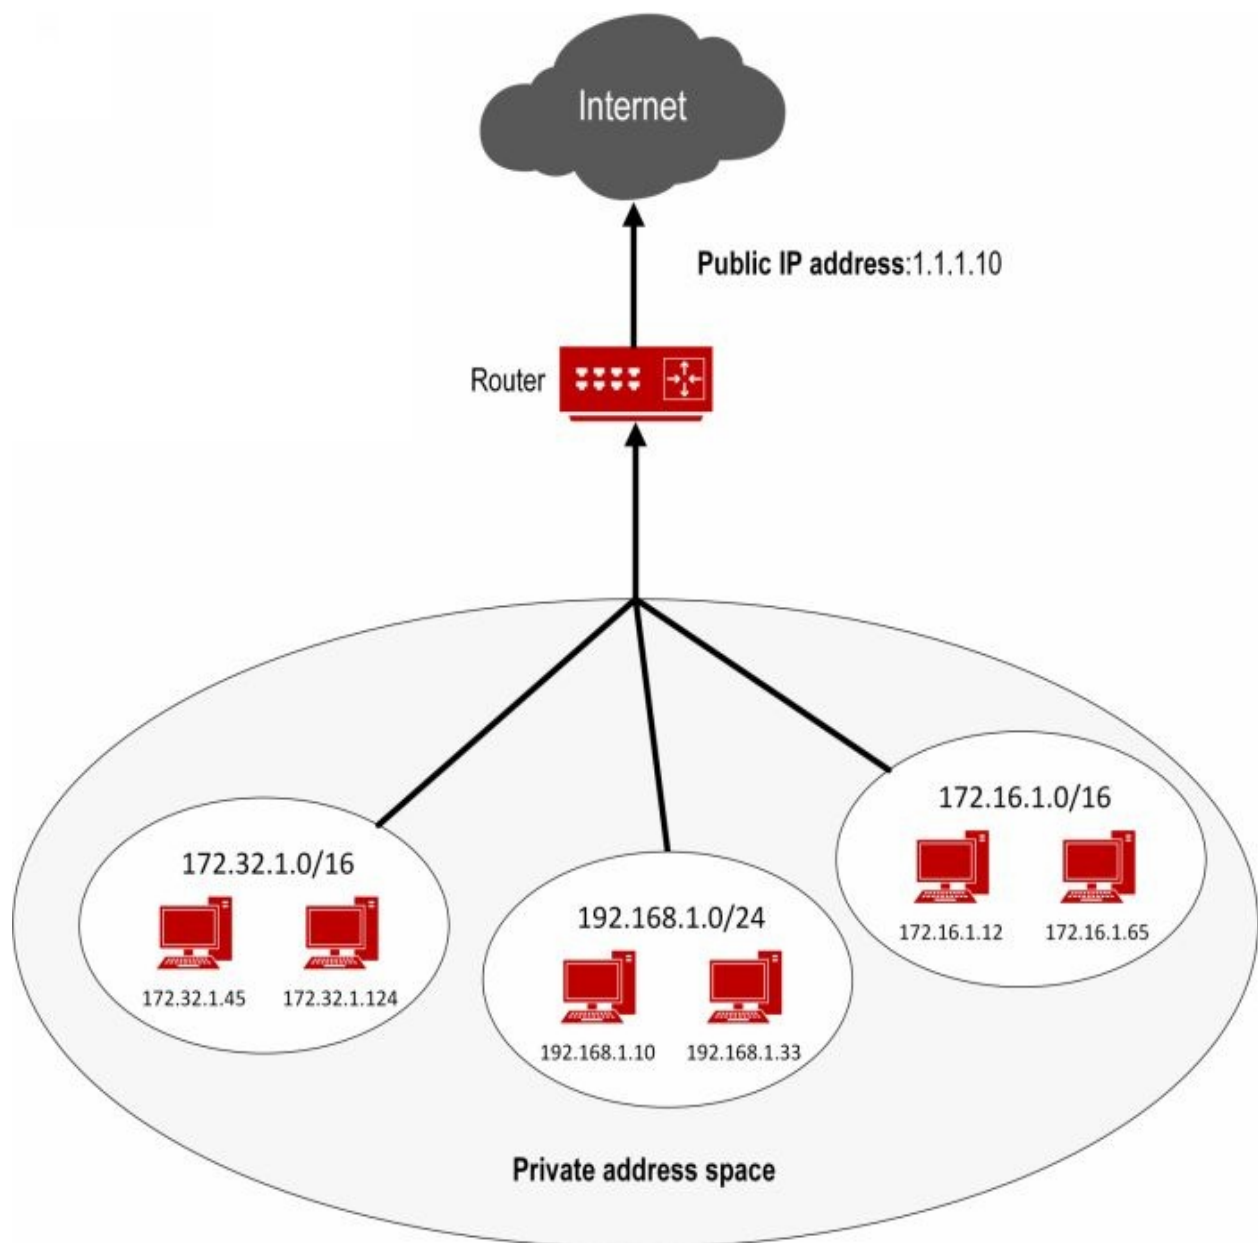 Internet
Public IP address:1.1.1.10
Router
172.16.1.0/16
172.16.1.12 172.16.1.65
172.32.1.0/16
172.32.1.45 172.32.1.124
192.168.1.0/24
192.168.1.10 192.168.1.33
Private address space